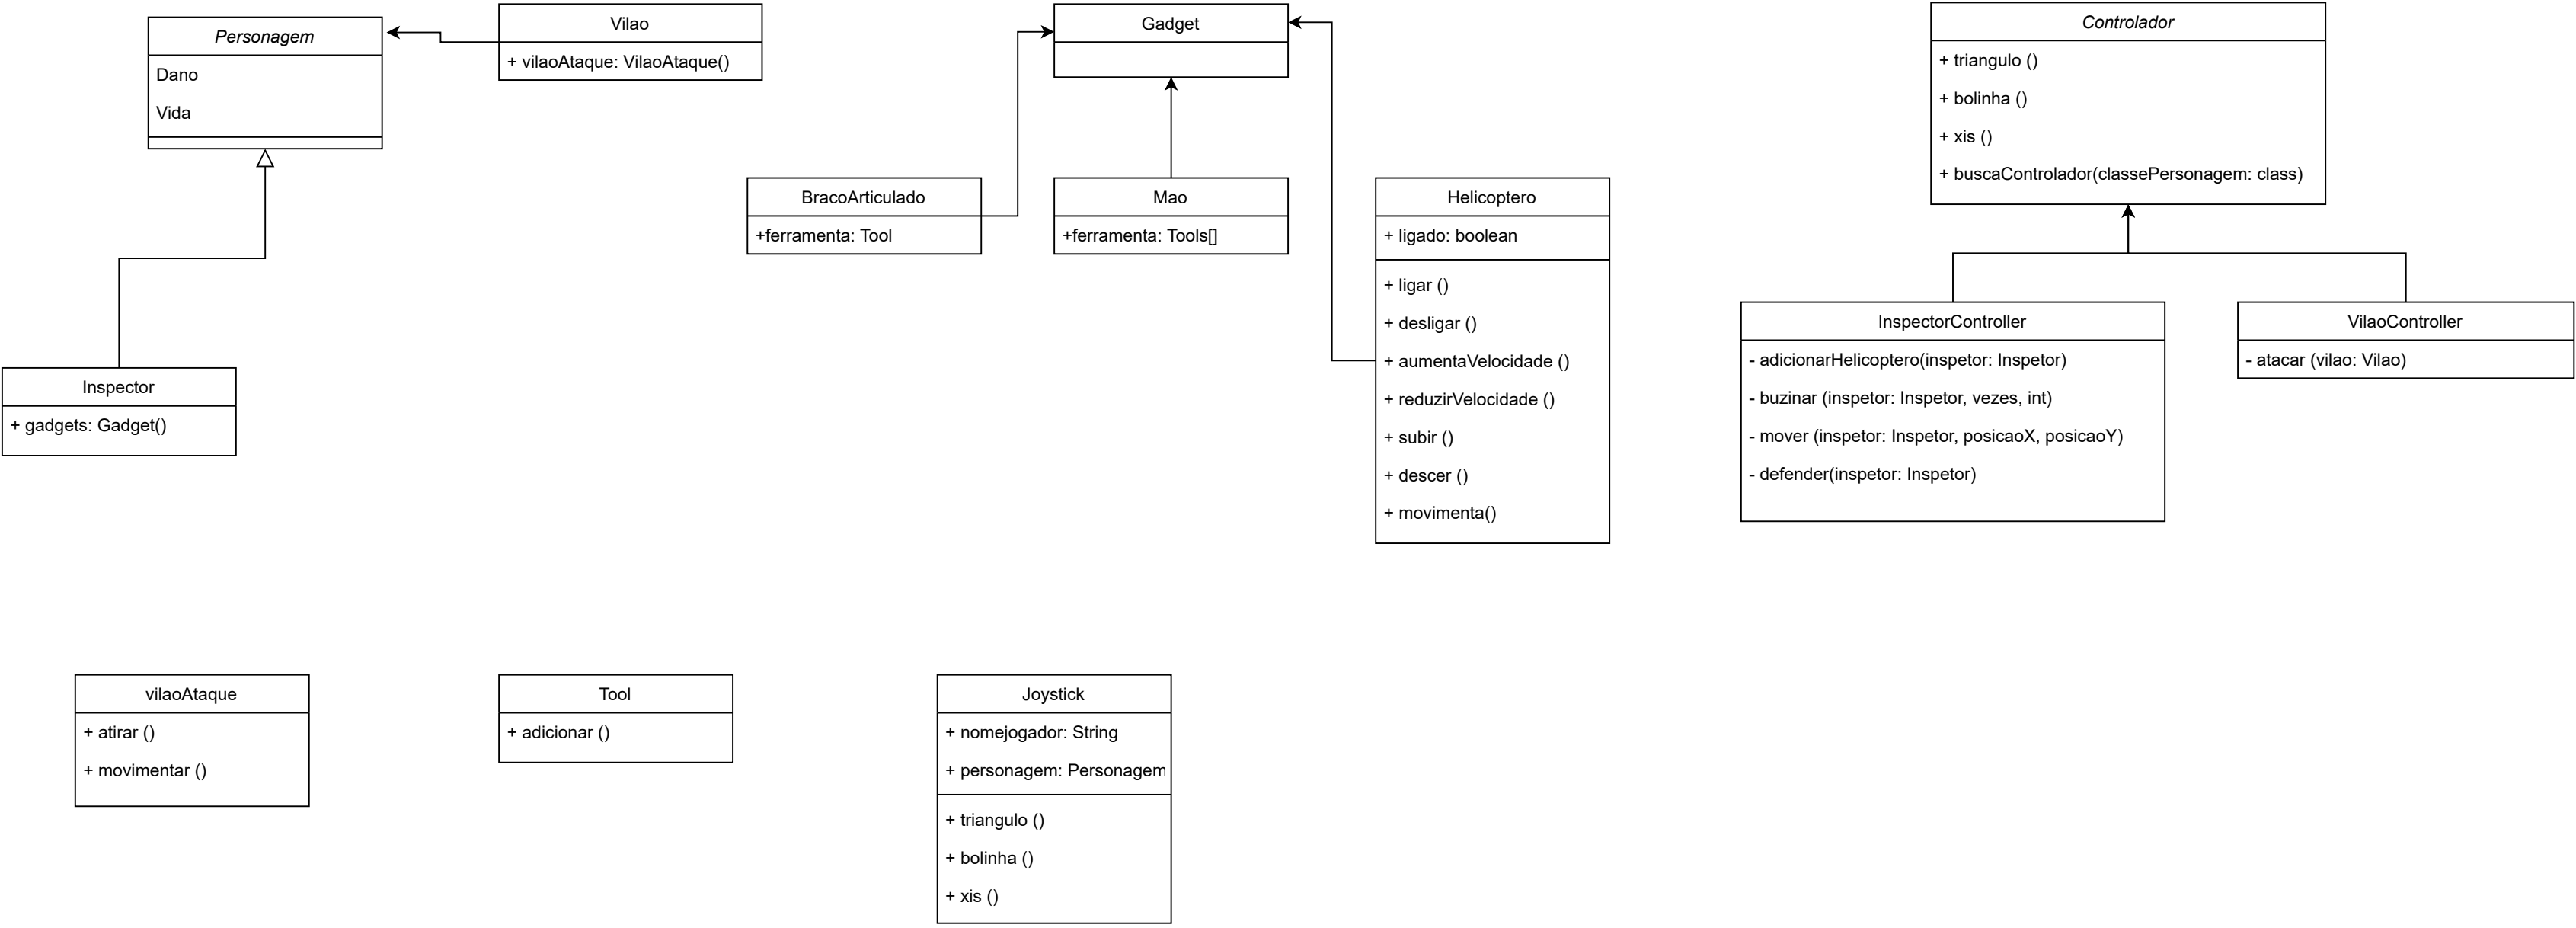 Personagem
Dano
Vida
Vilao
+ vilaoAtaque: VilaoAtaque()
Gadget
Controlador
+ triangulo ()
+ bolinha ()
+ xis ()
+ buscaControlador(classePersonagem: class)
BracoArticulado
+ferramenta: Tool
Mao
+ferramenta: Tools[]
Helicoptero
+ ligado: boolean
+ ligar ()
+ desligar ()
+ aumentaVelocidade ()
+ reduzirVelocidade ()
+ subir ()
+ descer ()
+ movimenta()
InspectorController
- adicionarHelicoptero(inspetor: Inspetor)
- buzinar (inspetor: Inspetor, vezes, int)
- mover (inspetor: Inspetor, posicaoX, posicaoY)
- defender(inspetor: Inspetor)
VilaoController
- atacar (vilao: Vilao)
Inspector
+ gadgets: Gadget()
vilaoAtaque
+ atirar ()
+ movimentar ()
Tool
+ adicionar ()
Joystick
+ nomejogador: String
+ personagem: Personagem
+ triangulo ()
+ bolinha ()
+ xis ()